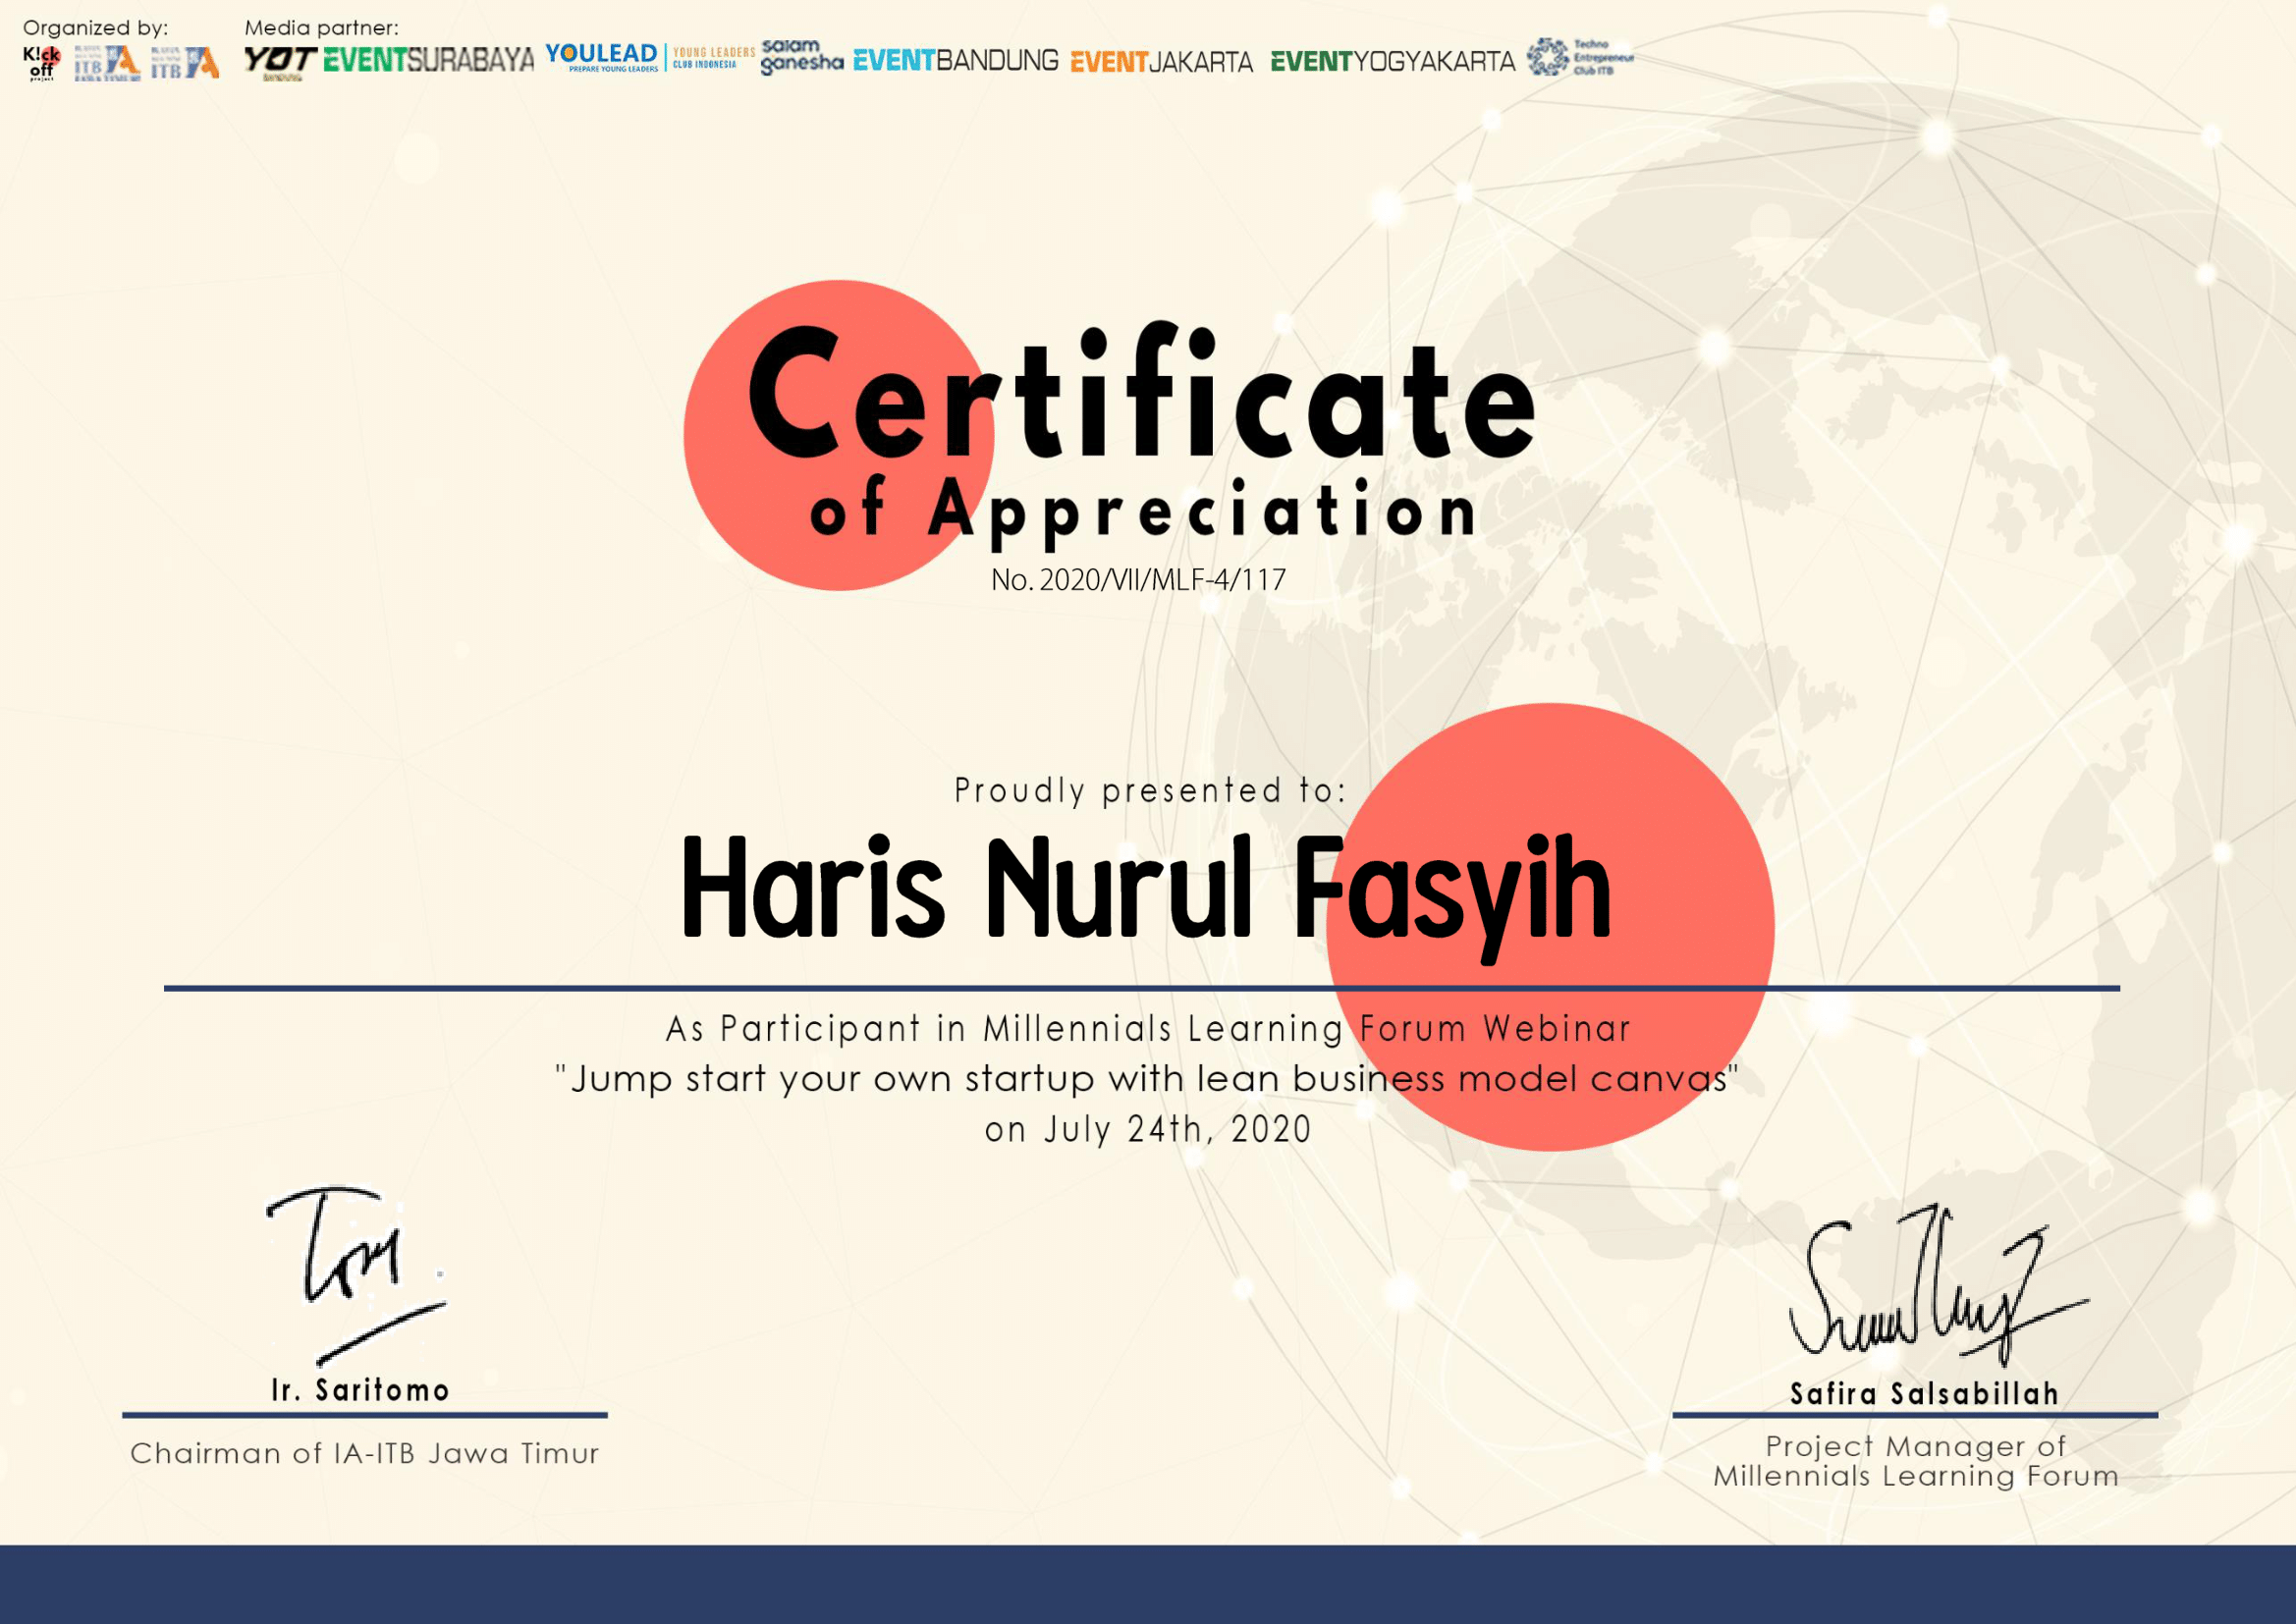 Organized by:
Media partner:
K!ck
off
project
ITB
ITB
YOT
BANDUNG
EVENTSURABAYA
YOULEAD
PREPARE YOUNG LEADERS
YOUNG LEADERS
CLUB INDONESIA
salam
ganesha
EVENTBANDUNG
EVENTJAKARTA
EVENTYOGYAKARTA
Techno
Entrepreneur
Club ITB
Certificate
of Appreciation
No. 2020/VII/MLF-4/117
Proudly presented to:
Haris Nurul Fasyih
As Participant in Millennials Learning Forum Webinar
"Jump start your own startup with lean business model canvas"
on July 24th, 2020
Ir. Saritomo
Chairman of IA-ITB Jawa Timur
Safira Salsabillah
Project Manager of
Millennials Learning Forum